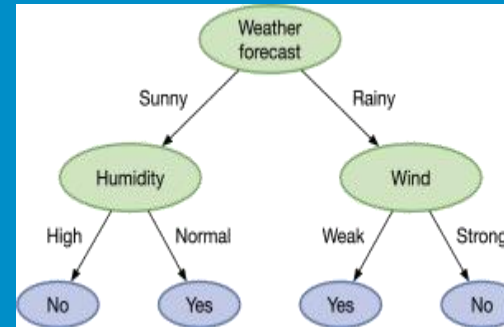 Weather
forecast
Sunny
Rainy
Humidity
Wind
High
Normal
Weak
Strong
No
Yes
Yes
No